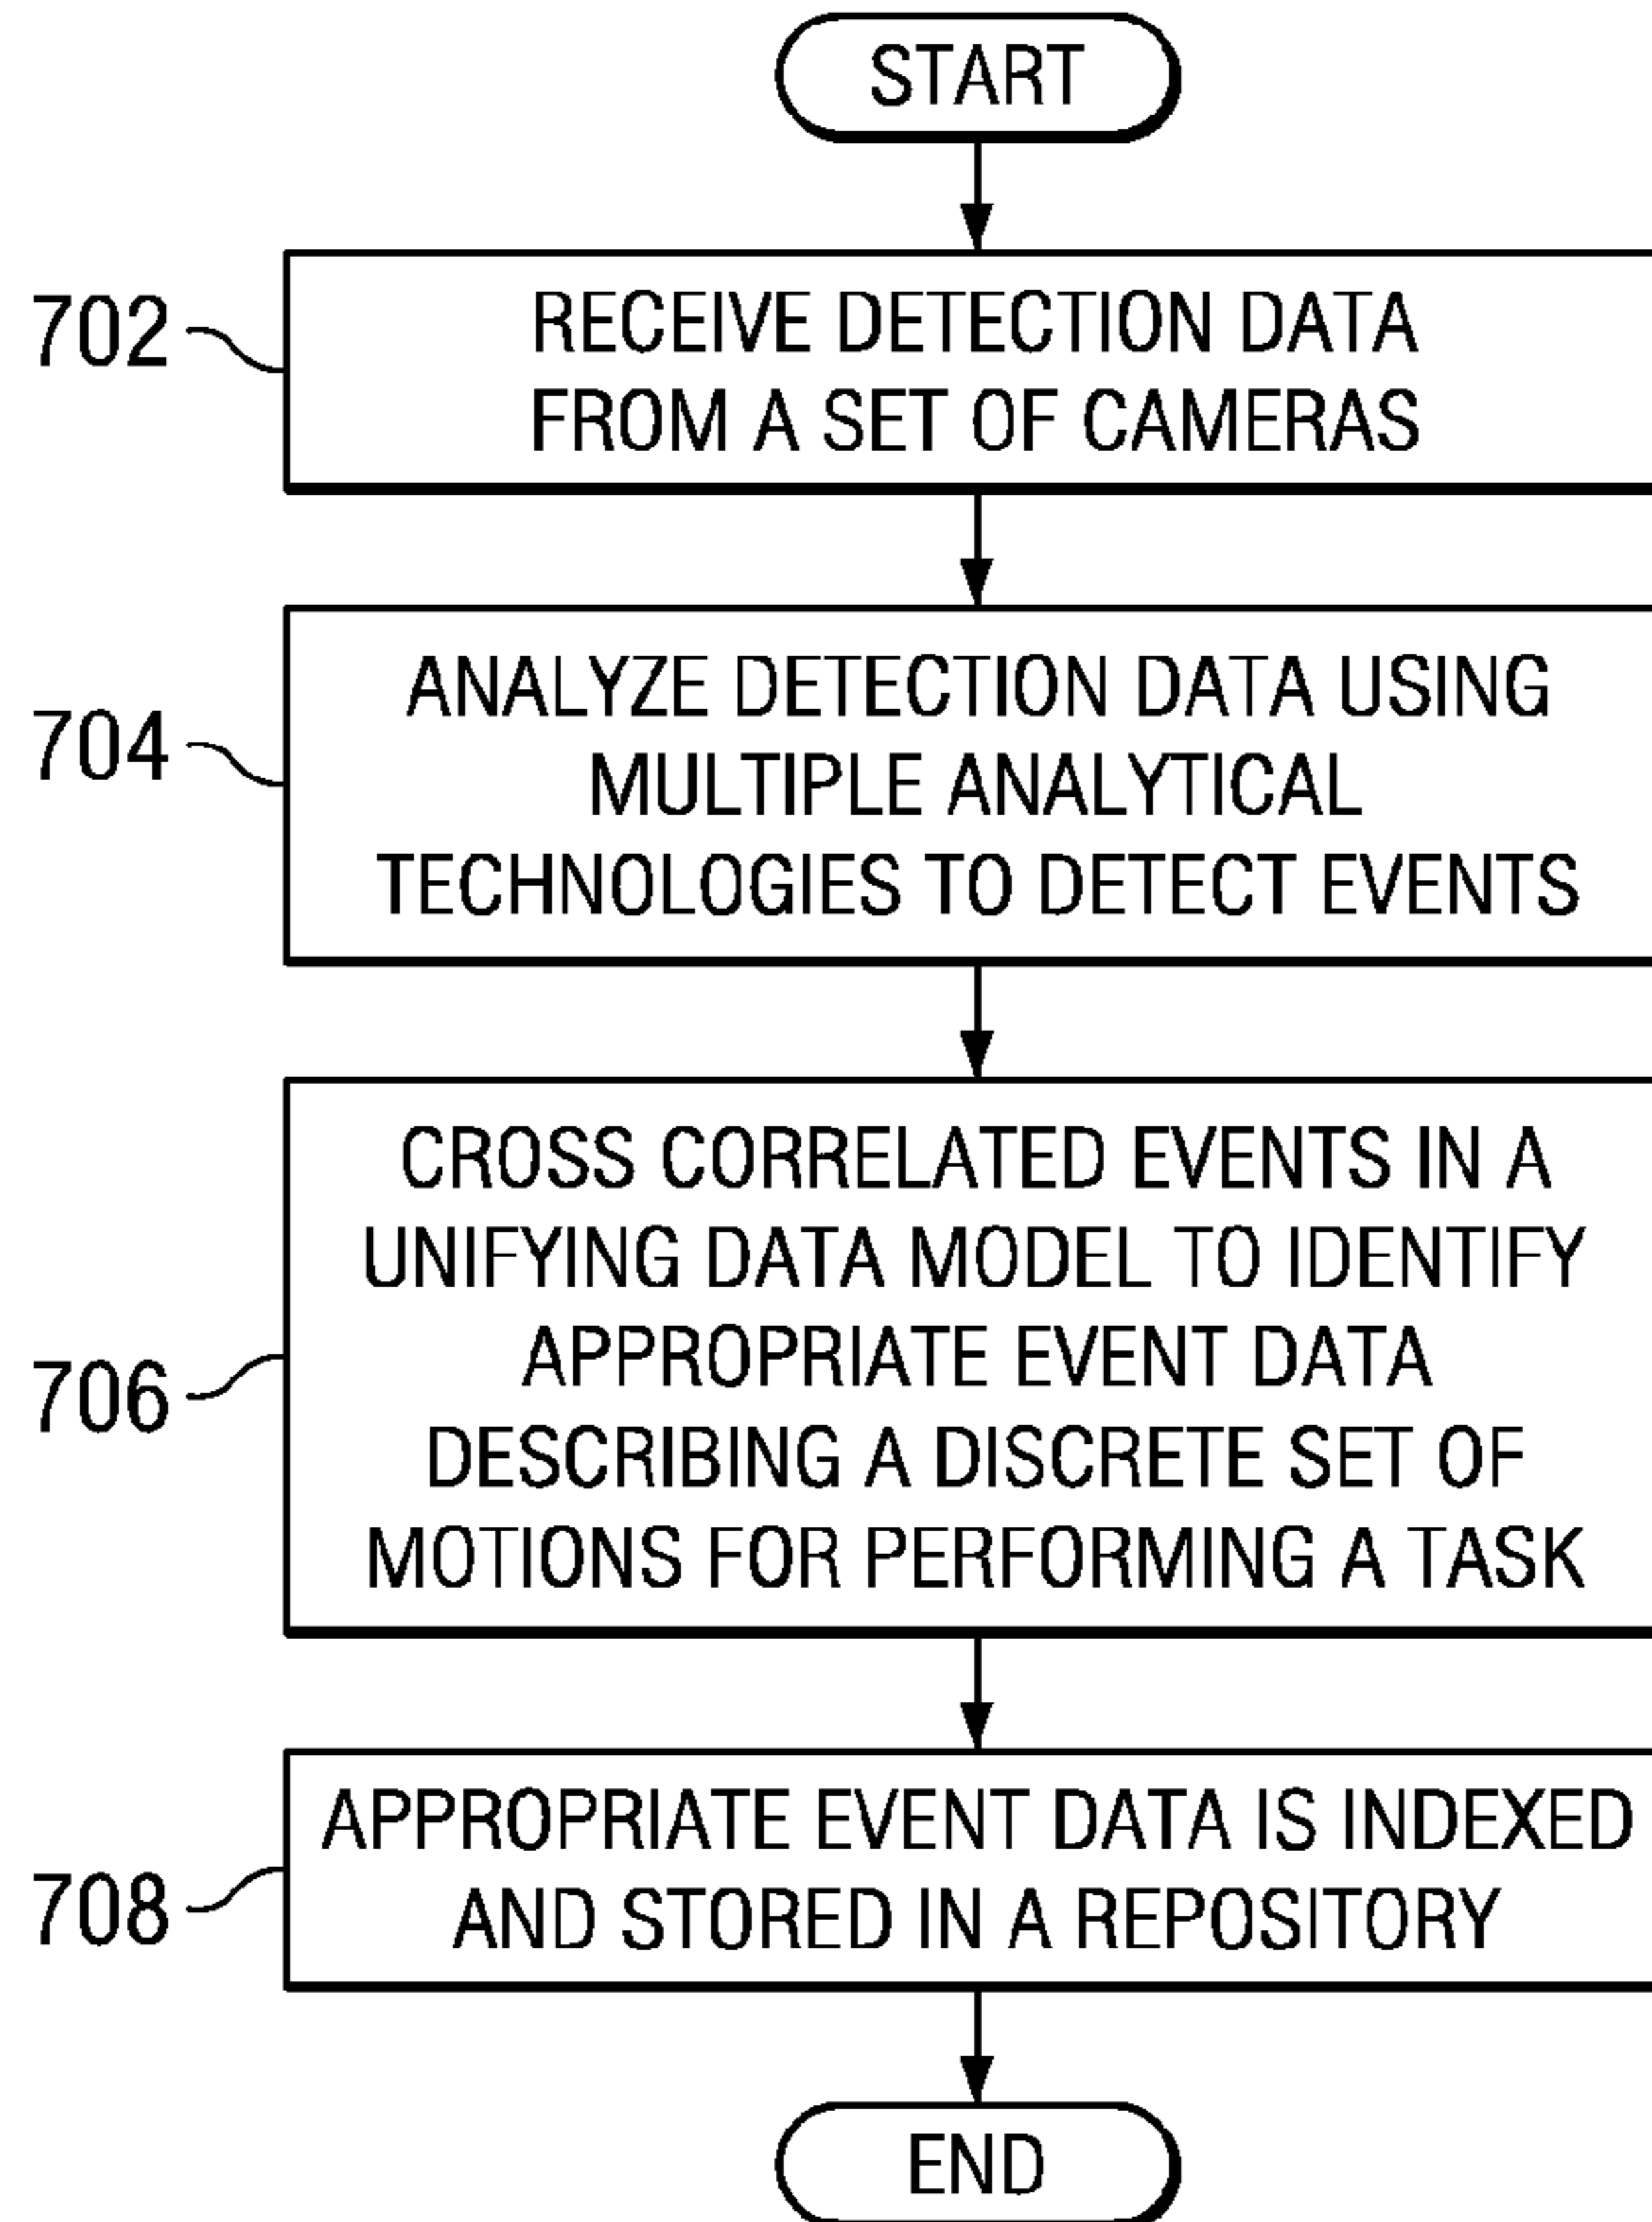 START
702
RECEIVE DETECTION DATA
FROM A SET OF CAMERAS
704
ANALYZE DETECTION DATA USING
MULTIPLE ANALYTICAL
TECHNOLOGIES TO DETECT EVENTS
706
CROSS CORRELATED EVENTS IN A
UNIFYING DATA MODEL TO IDENTIFY
APPROPRIATE EVENT DATA
DESCRIBING A DISCRETE SET OF
MOTIONS FOR PERFORMING A TASK
708
APPROPRIATE EVENT DATA IS INDEXED
AND STORED IN A REPOSITORY
END